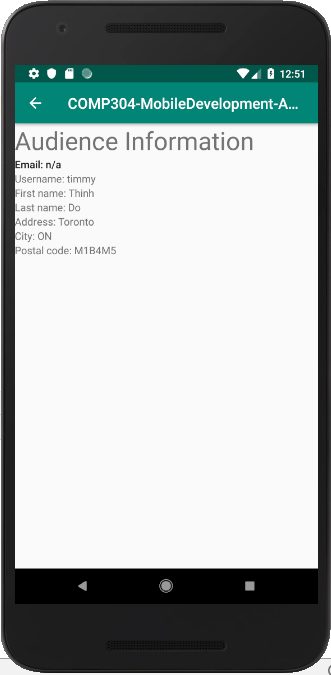 12:51
COMP304-MobileDevelopment-A...
Audience Information
Email: n/a
Username: timmy
First name: Thinh
Last name: Do
Address: Toronto
City: ON
Postal code: M1B4M5